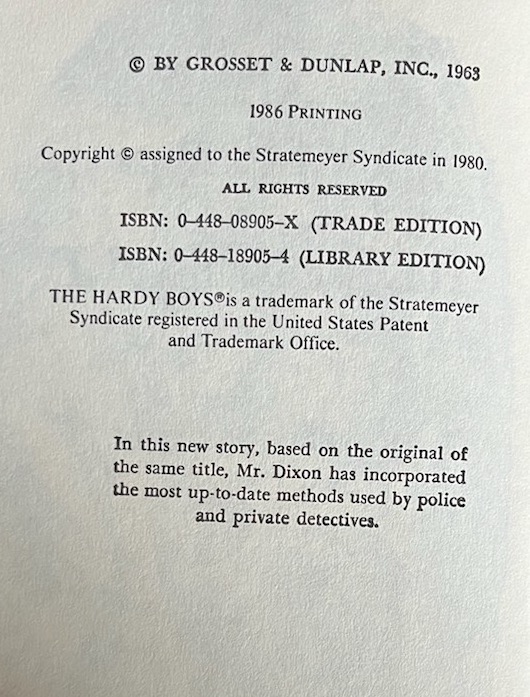 © BY GROSSET & DUNLAP, INC., 1963
1986 PRINTING
Copyright © assigned to the Stratemeyer Syndicate in 1980.
ALL RIGHTS RESERVED
ISBN: 0-448-08905-X (TRADE EDITION)
ISBN: 0-448-18905-4 (LIBRARY EDITION)
THE HARDY BOYS®is a trademark of the Stratemeyer
Syndicate registered in the United States Patent
and Trademark Office.
In this new story, based on the original of
the same title, Mr. Dixon has incorporated
the most up-to-date methods used by police
and private detectives.